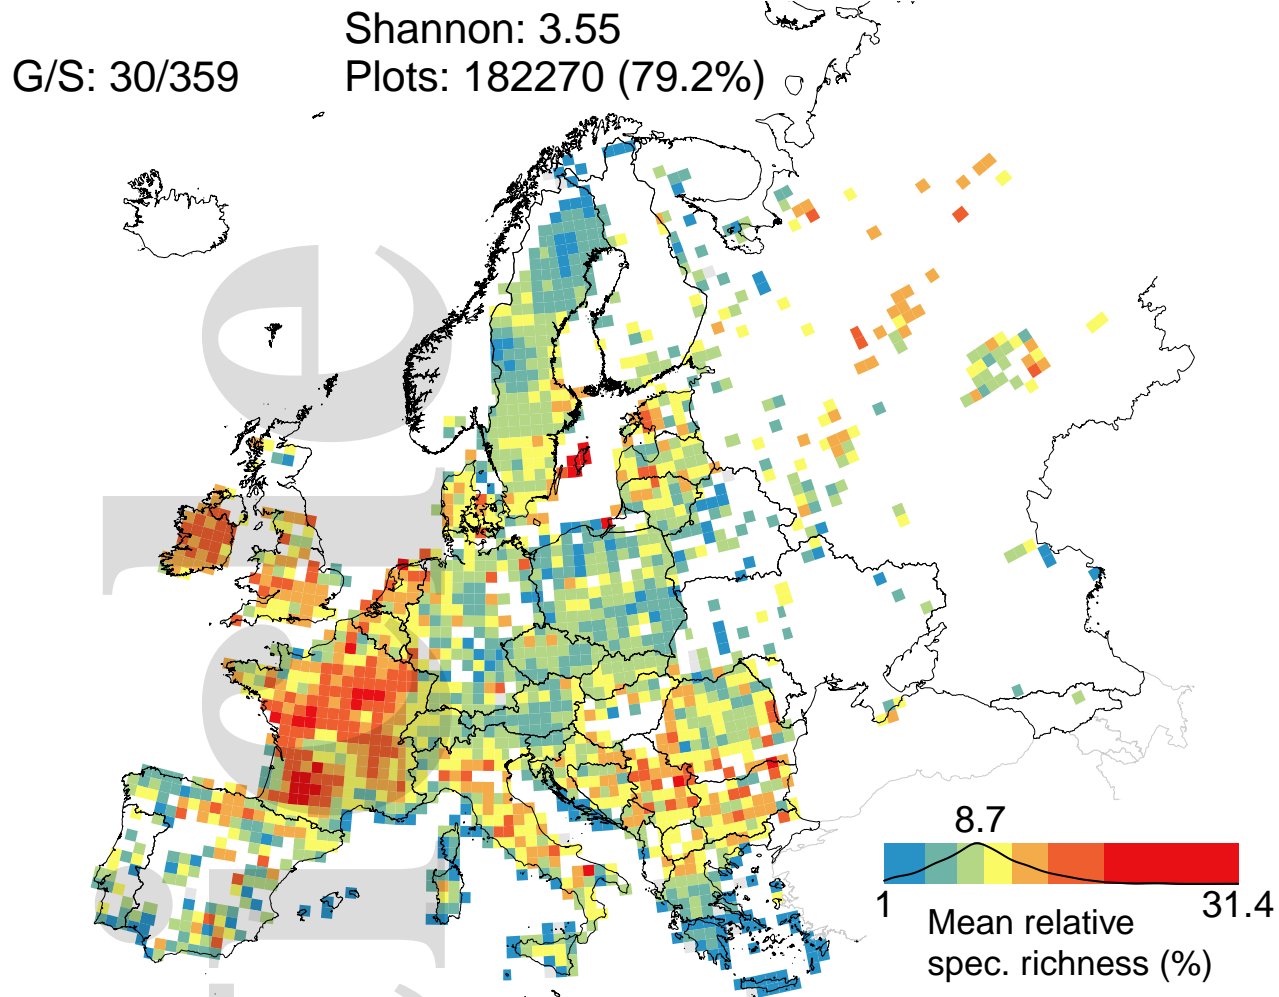 Shannon: 3.55
G/S: 30/359
Plots: 182270 (79.2%)
8.7
1
31.4
Mean relative
spec. richness (%)